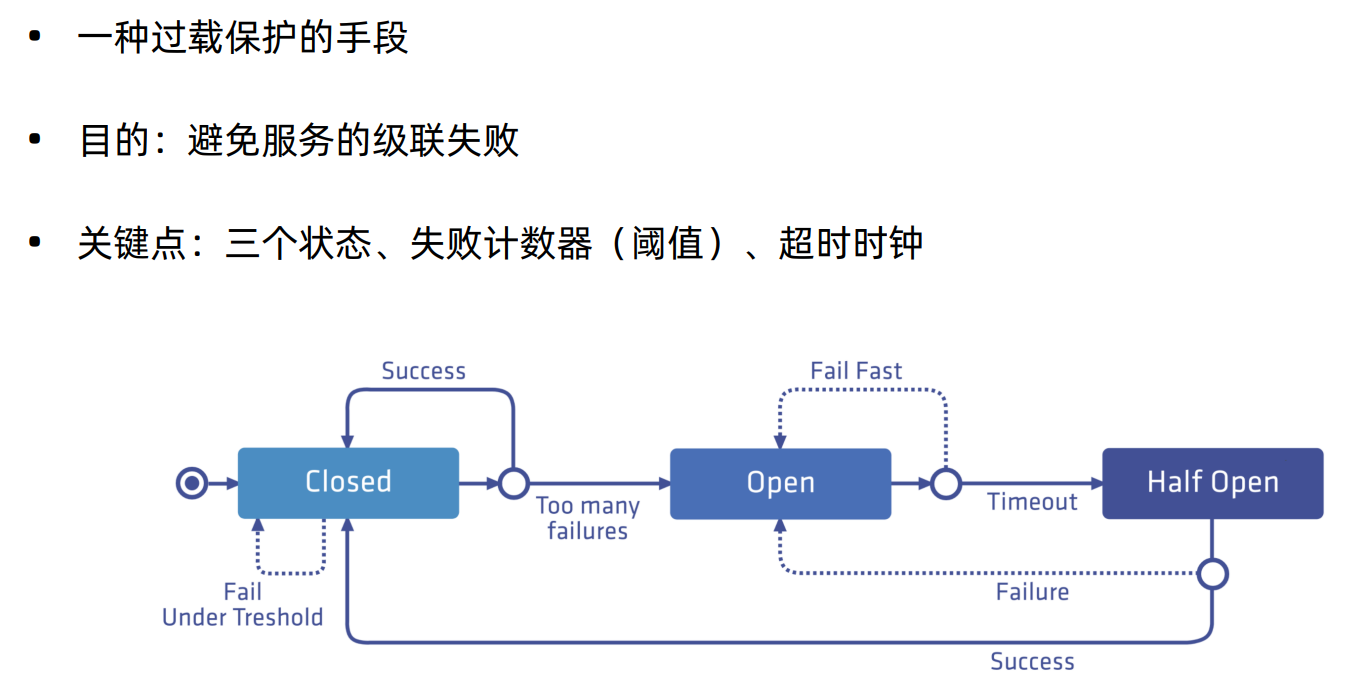 • 一种过载保护的手段
• 目的：避免服务的级联失败
• 关键点：三个状态、失败计数器（阈值）、超时时钟
Success
Fail Fast
Closed
Open
Half Open
Too many
failures
Timeout
Fail
Under Treshold
Failure
Success